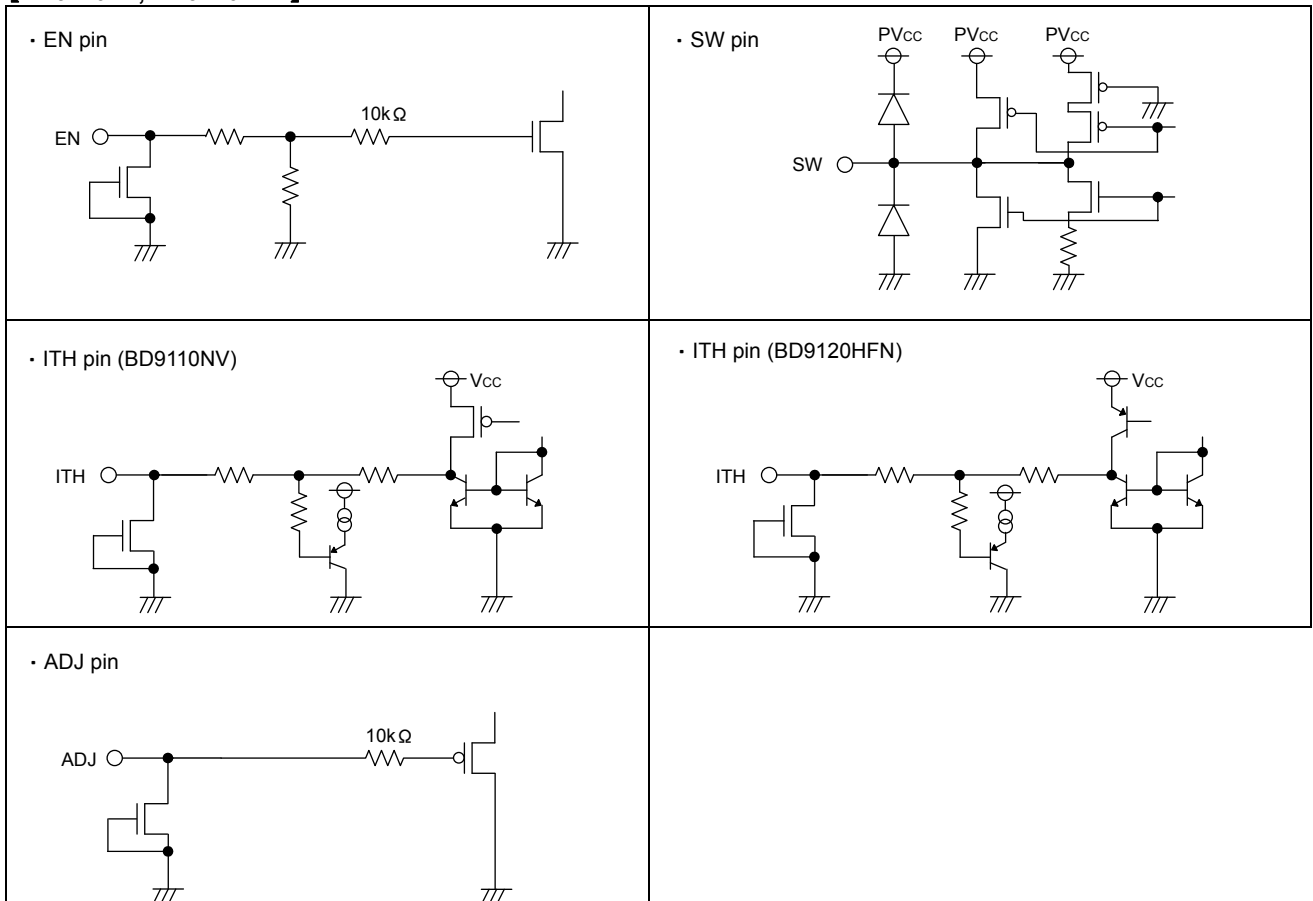 ・EN pin
10kΩ
EN
・SW pin
PVCC PVCC PVCC
SW
・ITH pin (BD9110NV)
VCC
ITH
・ITH pin (BD9120HFN)
VCC
ITH
・ADJ pin
10kΩ
ADJ